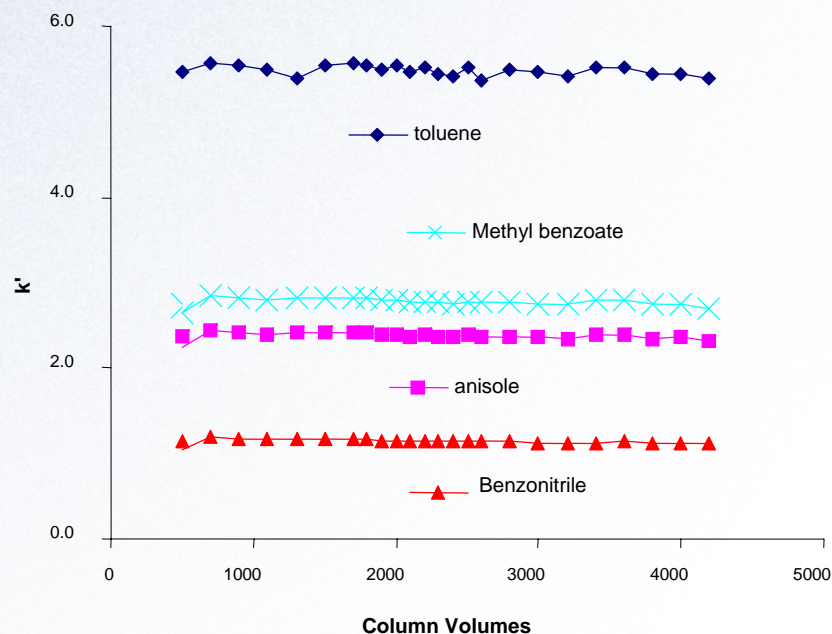 6.0
toluene
4.0
Methyl benzoate
k'
2.0
anisole
Benzonitrile
0.0
0 1000 2000 3000 4000 5000
Column Volumes